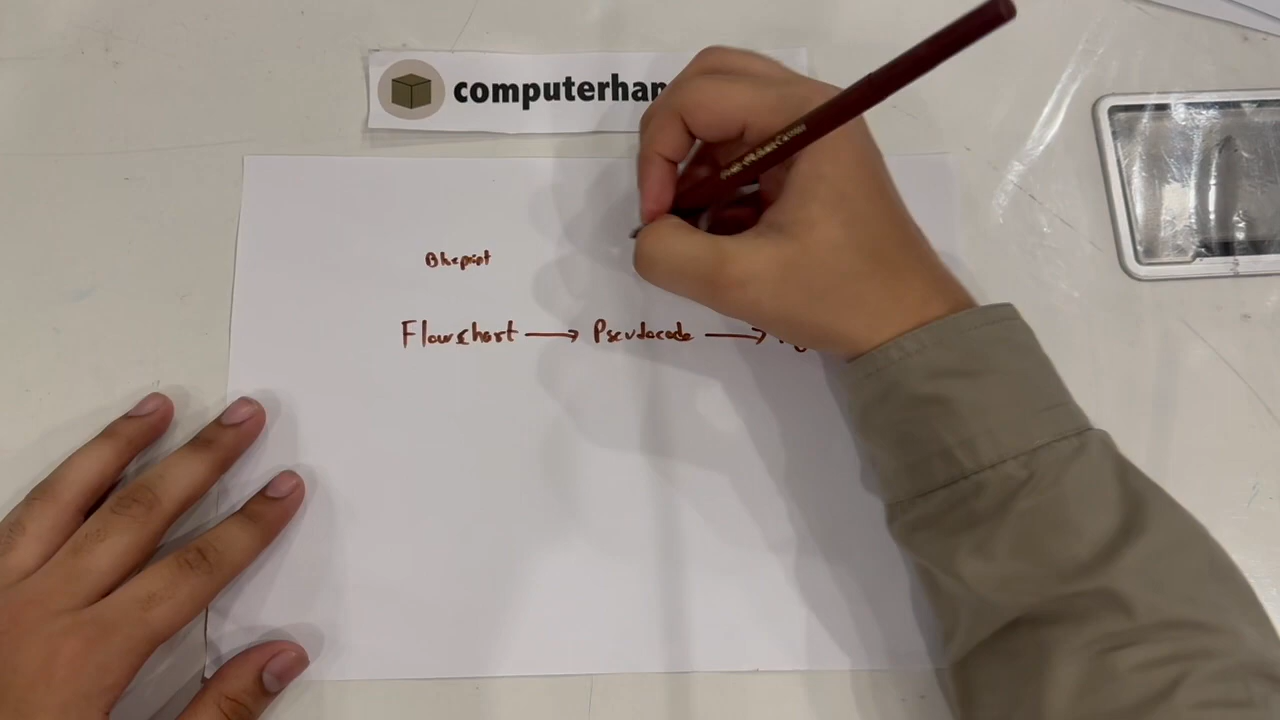 computerhan
Blueprint
Flowchart → Pseudocode →